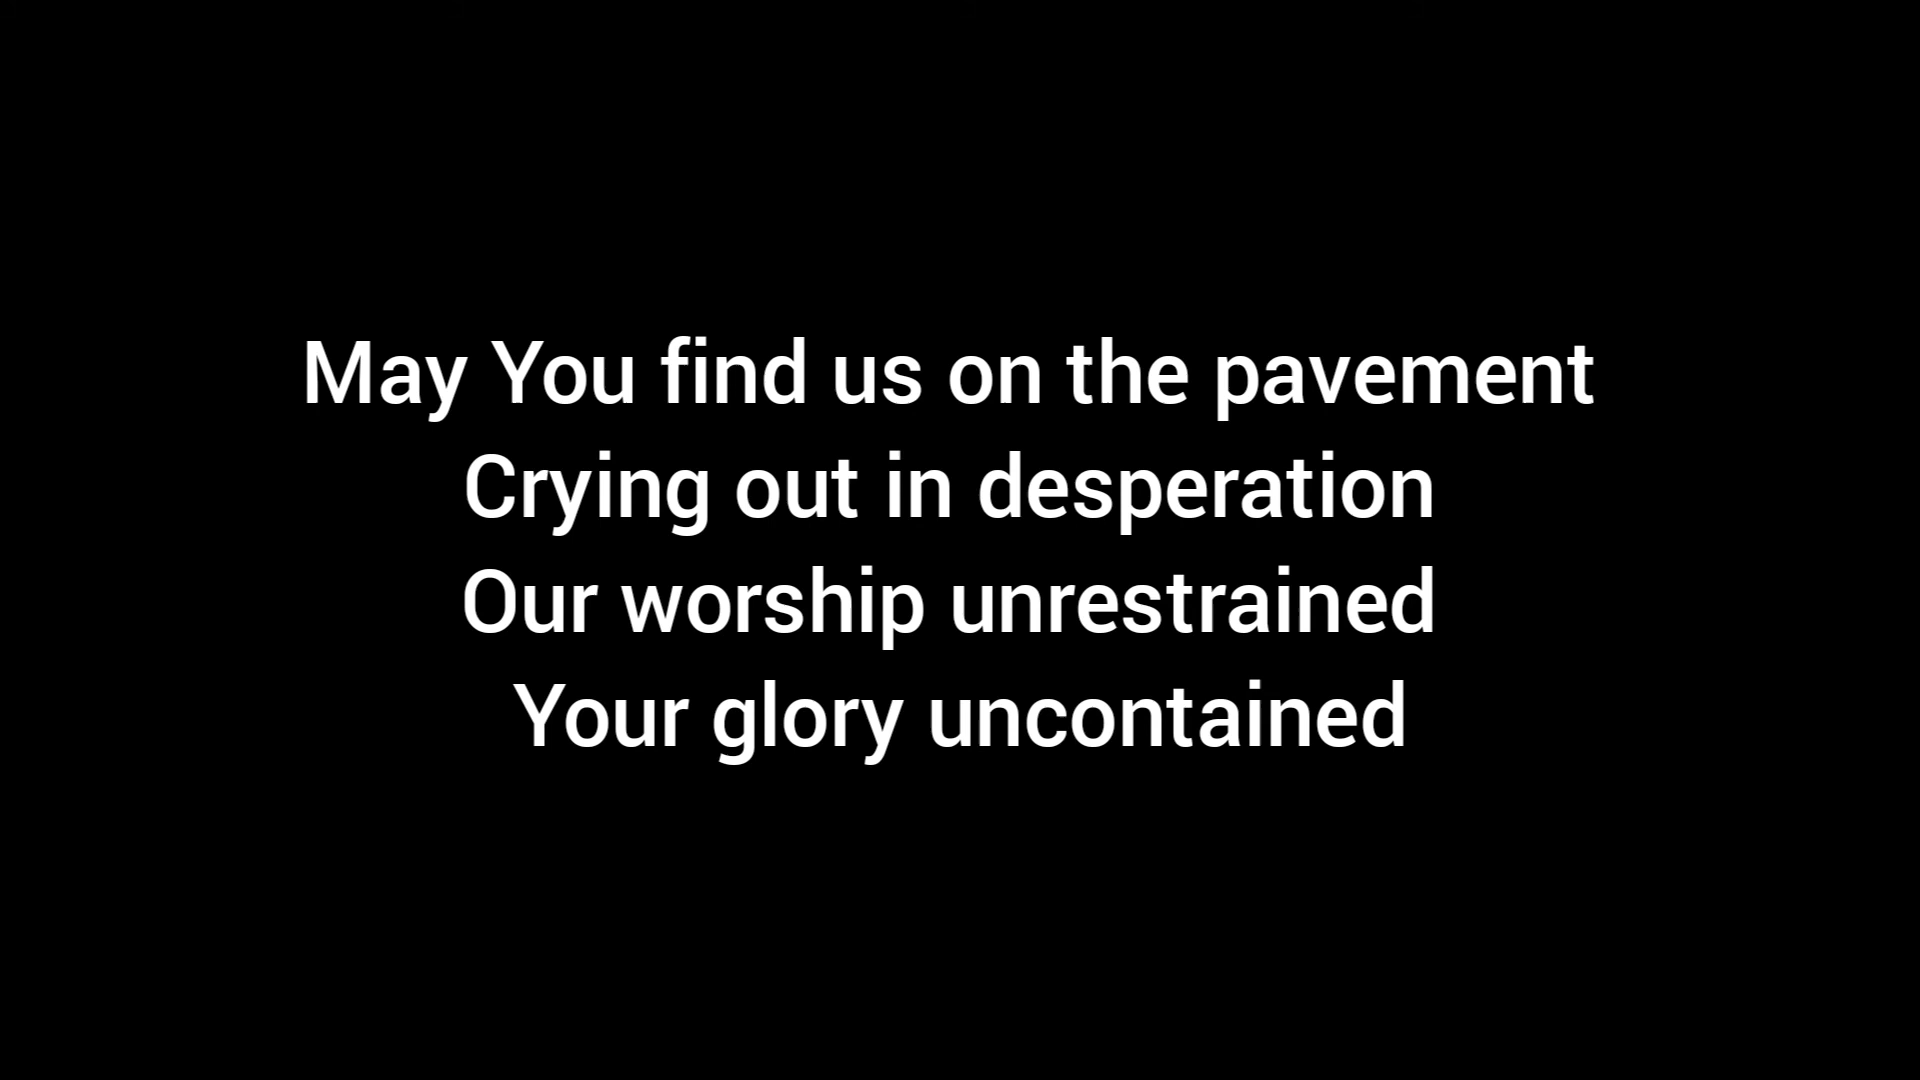 May You find us on the pavement
Crying out in desperation
Our worship unrestrained
Your glory uncontained